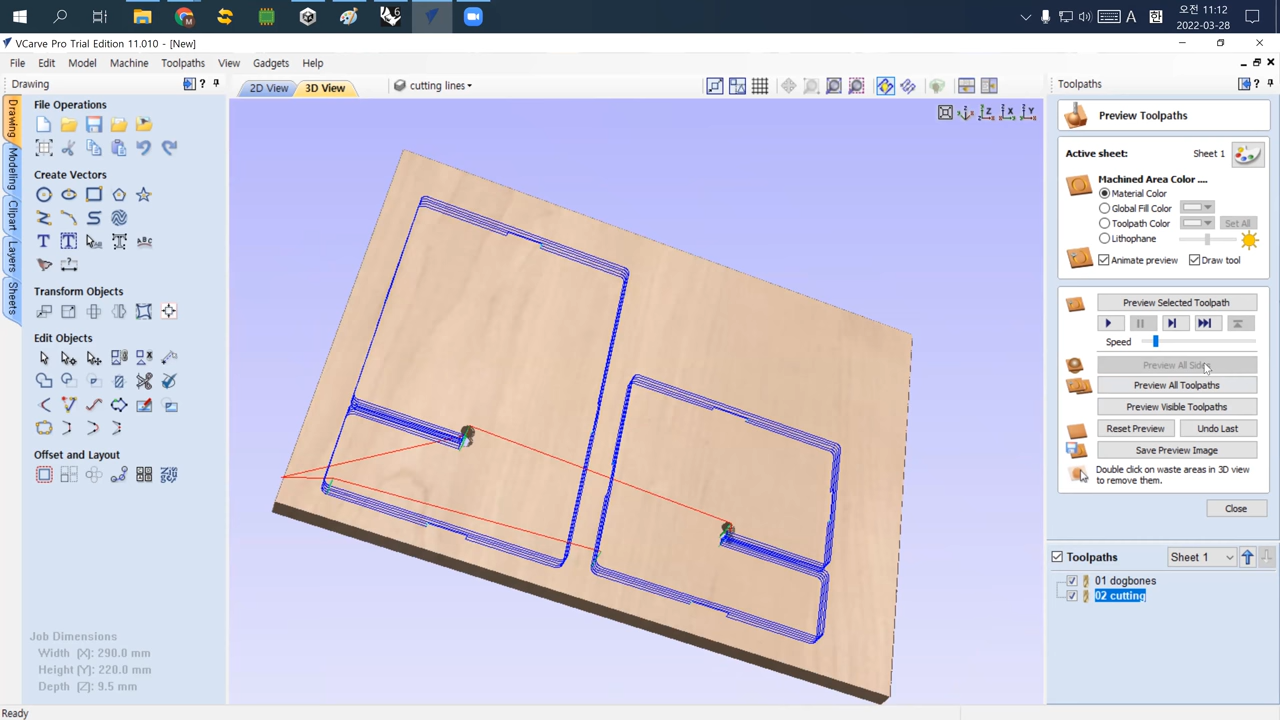 오전 11:12
A
한
2022-03-28
VCarve Pro Trial Edition 11.010 - [New]
File Edit Model Machine Toolpaths View Gadgets Help
Drawing
2D View
3D View
cutting lines
Toolpaths
Drawing
Modeling
Clipart
Layers
Sheets
File Operations
Create Vectors
Transform Objects
Edit Objects
Offset and Layout
Job Dimensions
Width (X): 290.0 mm
Height (Y): 220.0 mm
Depth (Z): 9.5 mm
Z
X
Y
Preview Toolpaths
Active sheet: Sheet 1
Machined Area Color ....
Material Color
Global Fill Color
Toolpath Color
Set All
Lithophane
Animate preview
Draw tool
Preview Selected Toolpath
Speed
Preview All Sides
Preview All Toolpaths
Preview Visible Toolpaths
Reset Preview
Undo Last
Save Preview Image
Double click on waste areas in 3D view
to remove them.
Close
Toolpaths
Sheet 1
01 dogbones
02 cutting
Ready